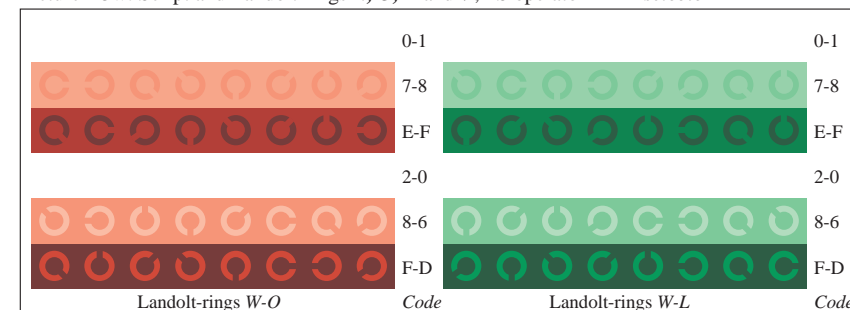 0-1 0-1
7-8 7-8
E-F E-F
2-0 2-0
8-6 8-6
F-D F-D
Landolt-rings W-O Code Landolt-rings W-L Code